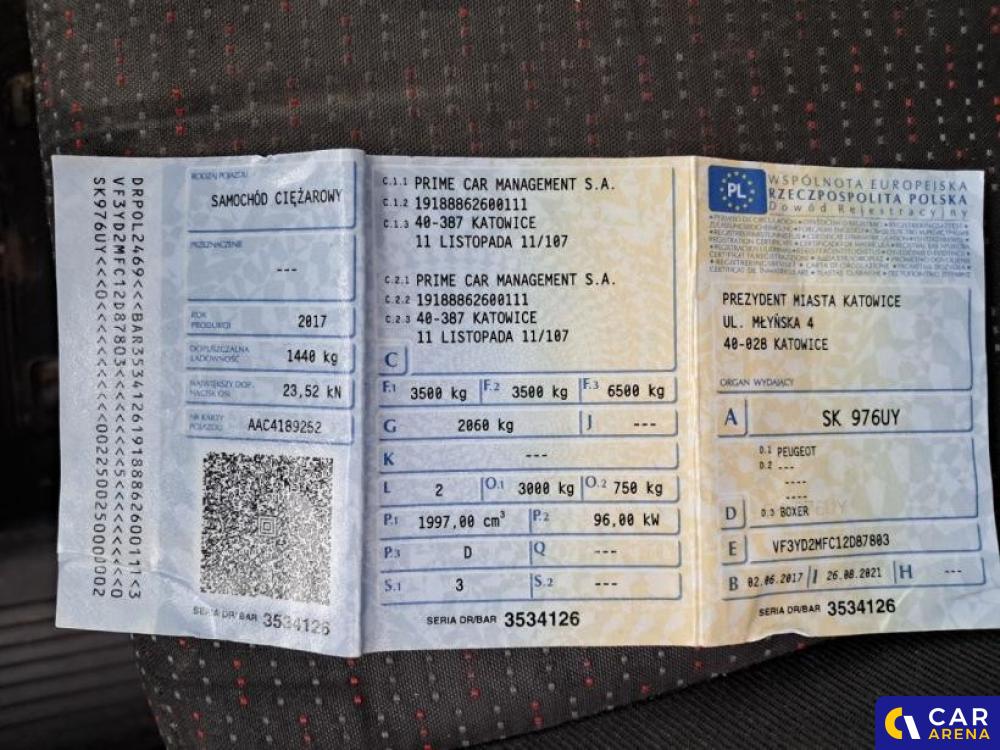 DRPOL2469<<BAR3534126191888626000111<3
SK976UY<<<0<<<<<<<<<<<<<00225002500000002
RODZAJ POJAZDU
SAMOCHÓD CIĘŻAROWY
PRZEZNACZENIE
---
ROK PRODUKCJI
2017
DOPUSZCZALNA ŁADOWNOŚĆ
1440 kg
NAJWIĘKSZY DOP. NACISK OSI
23,52 kN
NR KARTY POJAZDU
AAC4189252
SERIA DR/BAR 3534126
C.1.1 PRIME CAR MANAGEMENT S.A.
C.1.2 19188862600111
C.1.3 40-387 KATOWICE
11 LISTOPADA 11/107
C.2.1 PRIME CAR MANAGEMENT S.A.
C.2.2 19188862600111
C.2.3 40-387 KATOWICE
11 LISTOPADA 11/107
C
F.1 3500 kg F.2 3500 kg F.3 6500 kg
G 2060 kg J ---
K ---
L 2 O.1 3000 kg O.2 750 kg
P.1 1997,00 cm³ P.2 96,00 kW
P.3 D Q ---
S.1 3 S.2 ---
SERIA DR/BAR 3534126
PL
WSPÓLNOTA EUROPEJSKA
RZECZPOSPOLITA POLSKA
Dowód Rejestracyjny
PREZYDENT MIASTA KATOWICE
UL. MŁYŃSKA 4
40-028 KATOWICE
ORGAN WYDAJĄCY
A SK 976UY
D.1 PEUGEOT
D.2 ---
----
----
D D.3 BOXER
E VF3YD2MFC12D87803
B 02.06.2017 I 26.08.2021 H ---
SERIA DR/BAR 3534126
CAR
ARENA